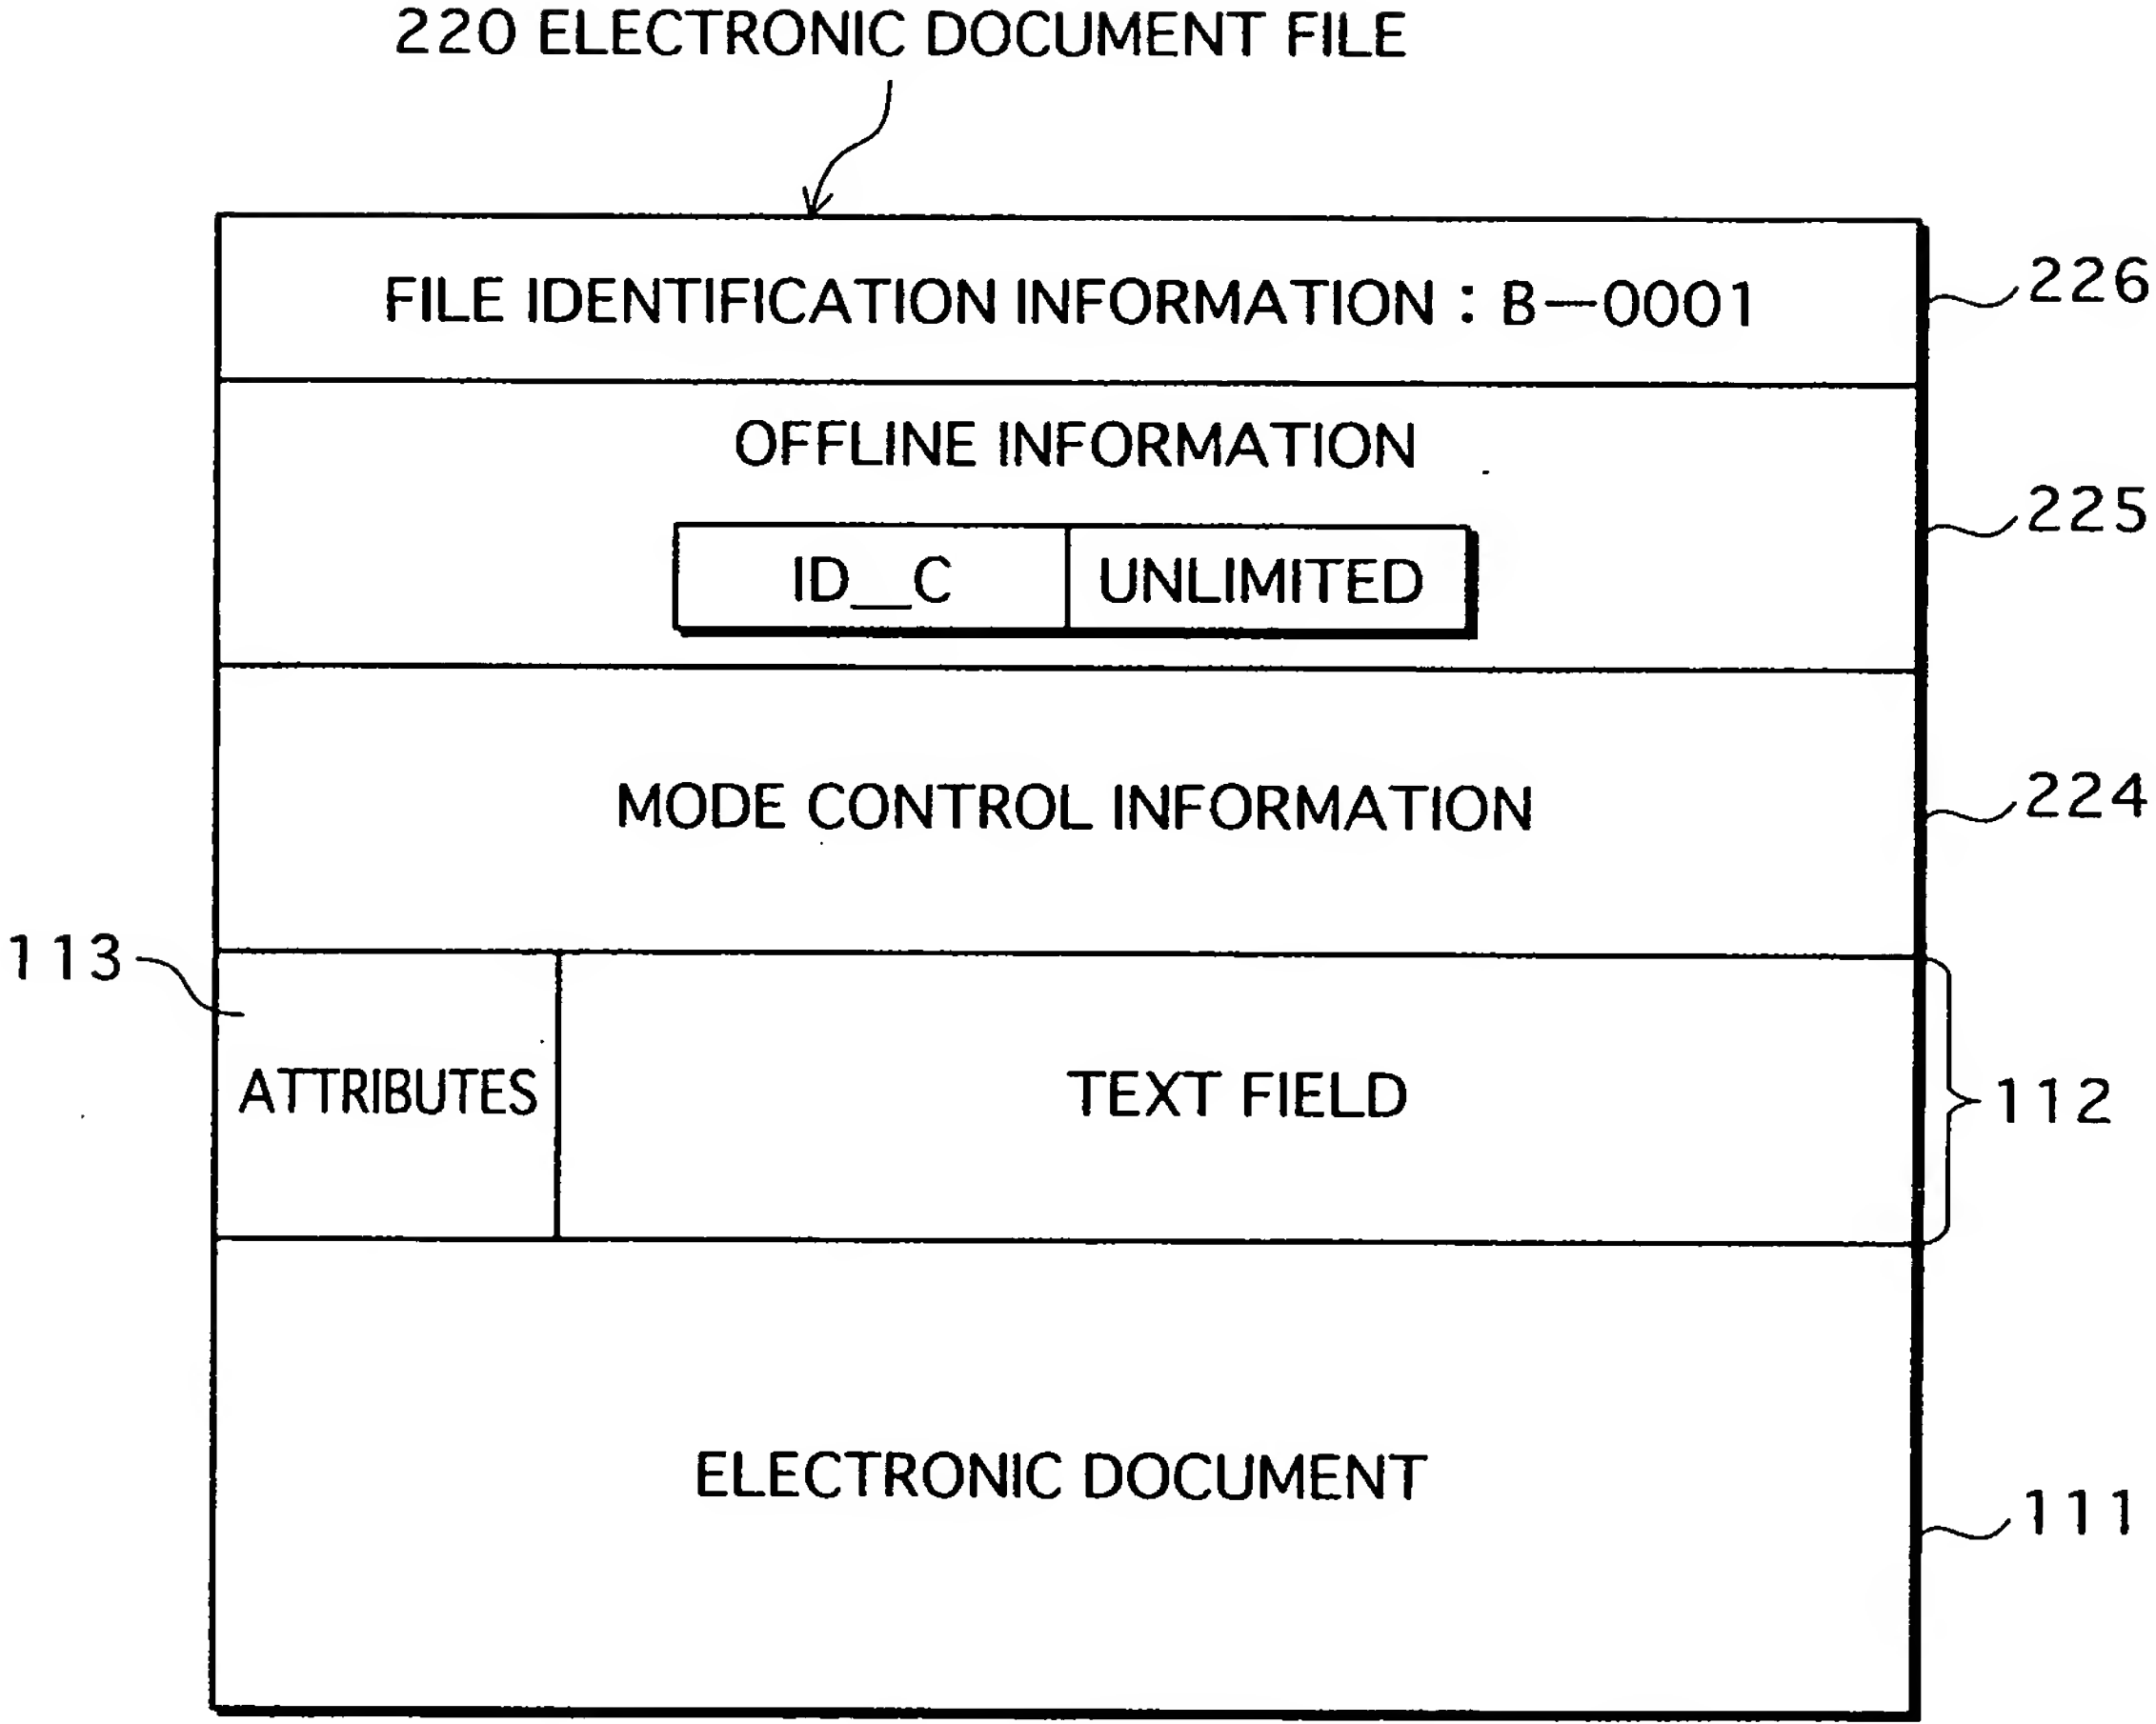 220 ELECTRONIC DOCUMENT FILE
FILE IDENTIFICATION INFORMATION : B—0001
226
OFFLINE INFORMATION
225
ID__C UNLIMITED
MODE CONTROL INFORMATION
224
113
ATTRIBUTES
TEXT FIELD
112
ELECTRONIC DOCUMENT
111